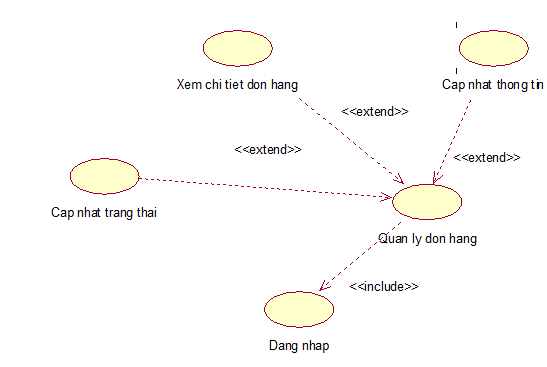 Xem chi tiet don hang
Cap nhat thong tin
<<extend>>
<<extend>>
<<extend>>
Cap nhat trang thai
Quan ly don hang
<<include>>
Dang nhap